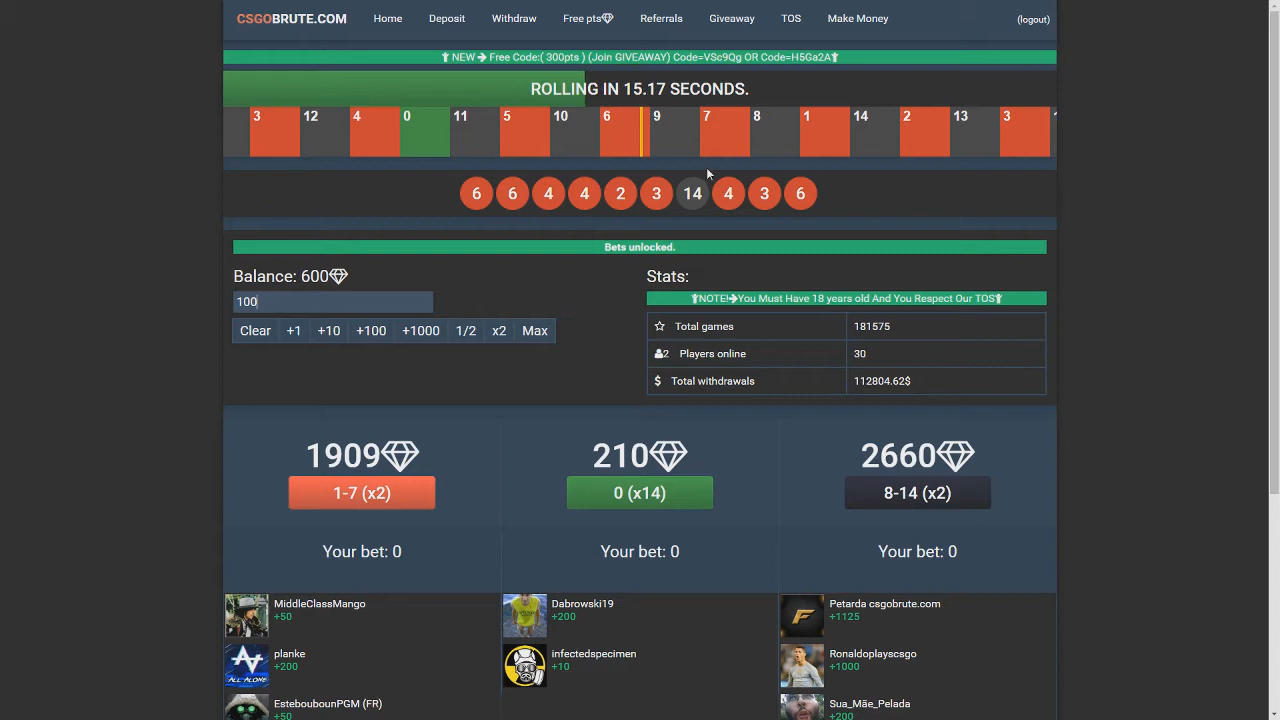 CSGOBRUTE.COM Home Deposit Withdraw Free pts Referrals Giveaway TOS Make Money (logout)
NEW Free Code:( 300pts ) (Join GIVEAWAY) Code=VSc9Qg OR Code=H5Ga2A
ROLLING IN 15.17 SECONDS.
3 12 4 0 11 5 10 6 9 7 8 1 14 2 13 3
6 6 4 4 2 3 14 4 3 6
Bets unlocked.
Balance: 600
100
Clear +1 +10 +100 +1000 1/2 x2 Max
Stats:
NOTE! You Must Have 18 years old And You Respect Our TOS
Total games 181575
2 Players online 30
$ Total withdrawals 112804.62$
1909 210 2660
1-7 (x2) 0 (x14) 8-14 (x2)
Your bet: 0 Your bet: 0 Your bet: 0
MiddleClassMango
+50
planke
+200
ALL ALONE
EsteboubounPGM (FR)
+50
Dabrowski19
+200
infectedspecimen
+10
Petarda csgobrute.com
+1125
Ronaldoplayscsgo
+1000
Sua_Mãe_Pelada
+200